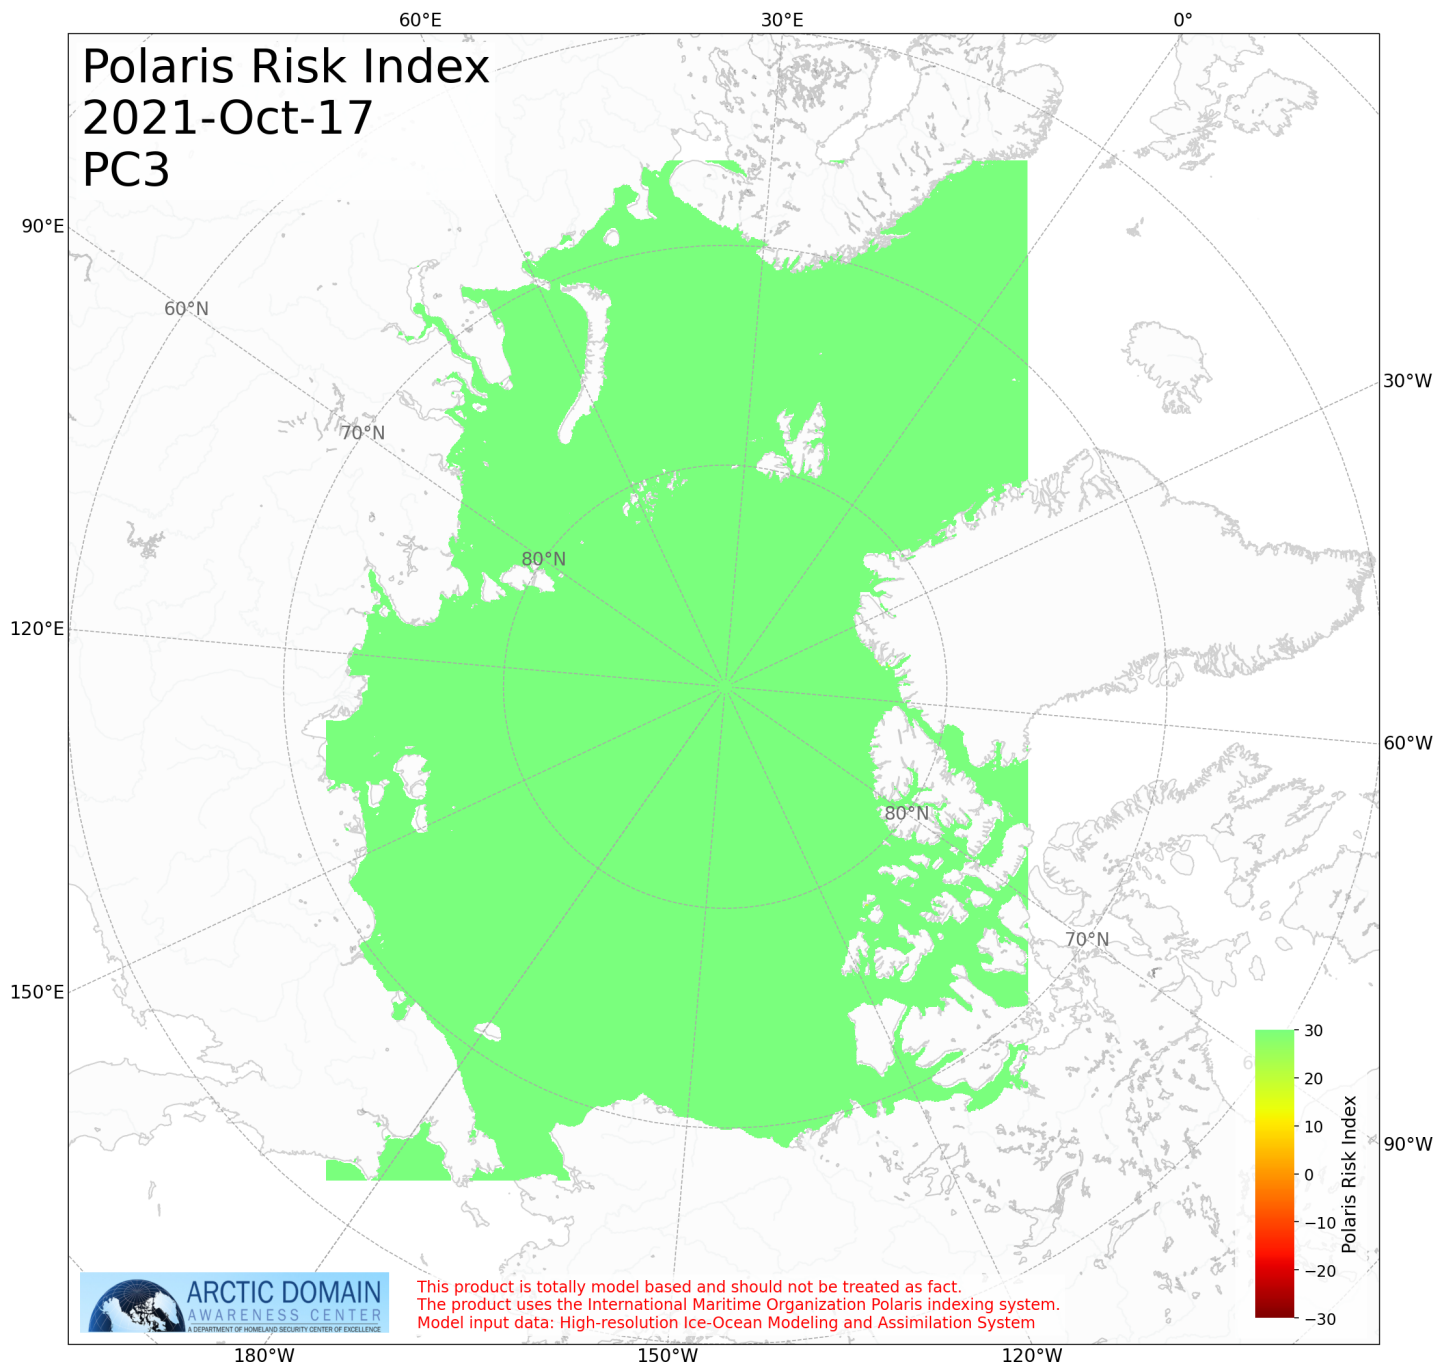 60°E 30°E 0°
Polaris Risk Index
2021-Oct-17
PC3
90°E
60°N
30°W
70°N
80°N
120°E
60°W
80°N
70°N
150°E
30
20
10
0
−10
−20
−30
Polaris Risk Index
90°W
ARCTIC DOMAIN
AWARENESS CENTER
A DEPARTMENT OF HOMELAND SECURITY CENTER OF EXCELLENCE
This product is totally model based and should not be treated as fact.
The product uses the International Maritime Organization Polaris indexing system.
Model input data: High-resolution Ice-Ocean Modeling and Assimilation System
180°W 150°W 120°W